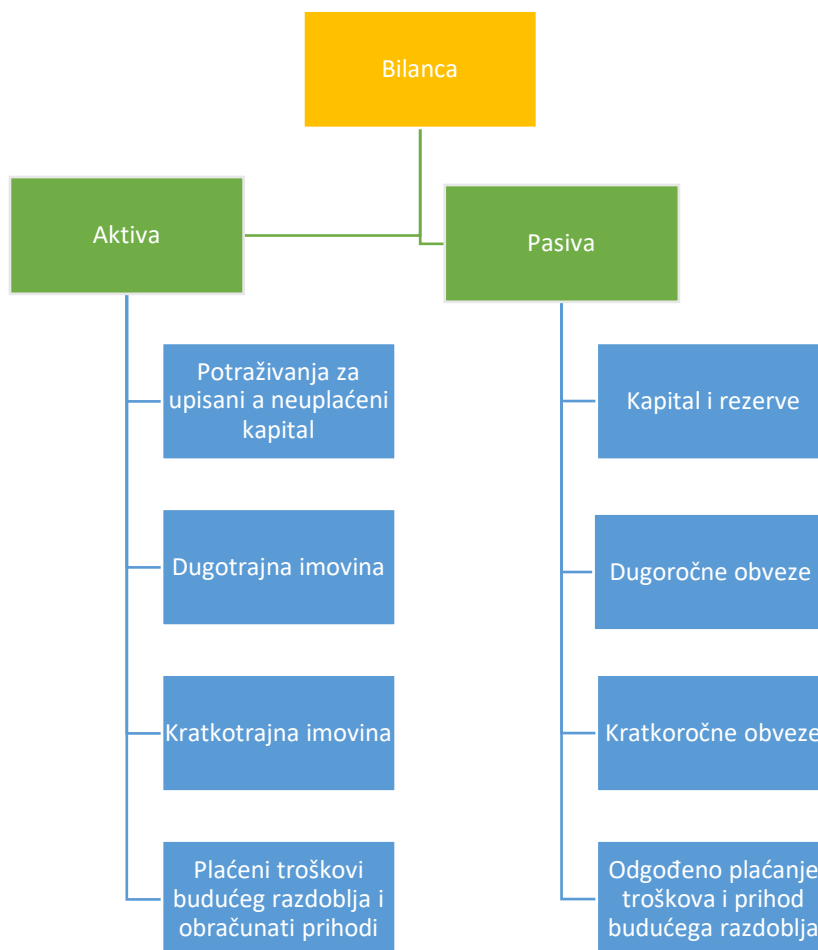 Bilanca
Aktiva
Pasiva
Potraživanja za
upisani a neuplaćeni
kapital
Kapital i rezerve
Dugotrajna imovina
Dugoročne obveze
Kratkotrajna imovina
Kratkoročne obveze
Plaćeni troškovi
budućeg razdoblja i
obračunati prihodi
Odgođeno plaćanje
troškova i prihod
budućega razdoblja